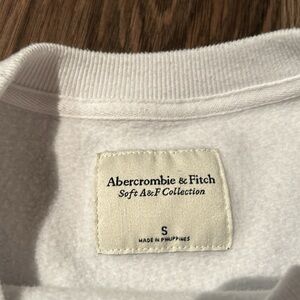 Abercrombie & Fitch
Soft A&F Collection
S
MADE IN PHILIPPINES